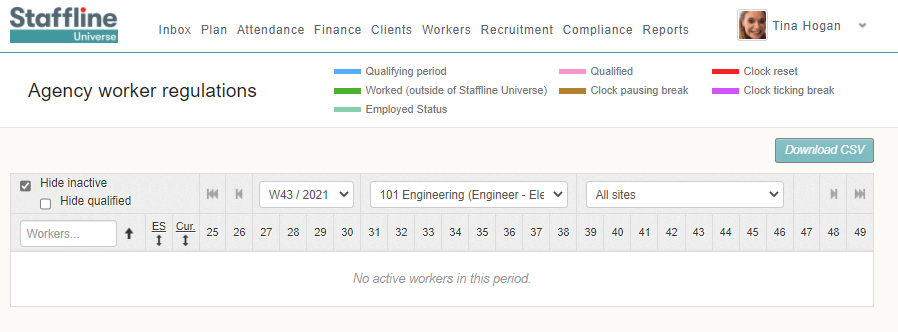 Staffline
Universe
Inbox Plan Attendance Finance Clients Workers Recruitment Compliance Reports
Tina Hogan
Agency worker regulations
Qualifying period Qualified Clock reset
Worked (outside of Staffline Universe) Clock pausing break Clock ticking break
Employed Status
Download CSV
Hide inactive
Hide qualified
W43 / 2021 101 Engineering (Engineer - Ele All sites
Workers... ES Cur. 25 26 27 28 29 30 31 32 33 34 35 36 37 38 39 40 41 42 43 44 45 46 47 48 49
No active workers in this period.